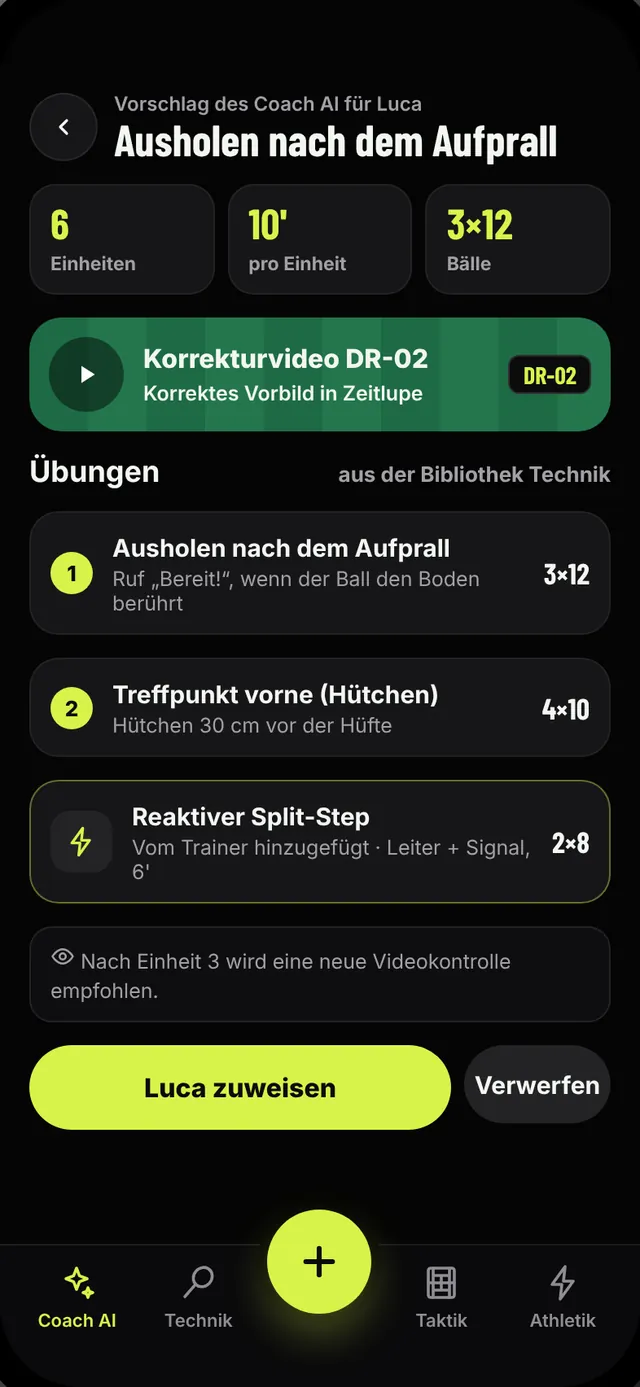 Vorschlag des Coach AI für Luca
Ausholen nach dem Aufprall
6
Einheiten
10'
pro Einheit
3×12
Bälle
Korrekturvideo DR-02
Korrektes Vorbild in Zeitlupe
DR-02
Übungen
aus der Bibliothek Technik
1
Ausholen nach dem Aufprall
Ruf „Bereit!“, wenn der Ball den Boden
berührt
3×12
2
Treffpunkt vorne (Hütchen)
Hütchen 30 cm vor der Hüfte
4×10
Reaktiver Split-Step
Vom Trainer hinzugefügt · Leiter + Signal,
6'
2×8
Nach Einheit 3 wird eine neue Videokontrolle
empfohlen.
Luca zuweisen
Verwerfen
Coach AI
Technik
Taktik
Athletik